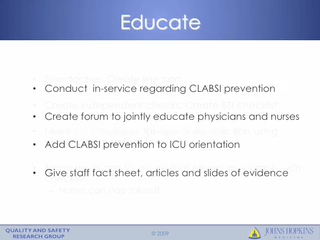 Educate
• Conduct in-service regarding CLABSI prevention
• Create forum to jointly educate physicians and nurses
• Add CLABSI prevention to ICU orientation
• Give staff fact sheet, articles and slides of evidence
QUALITY AND SAFETY
RESEARCH GROUP
© 2009
JOHNS HOPKINS